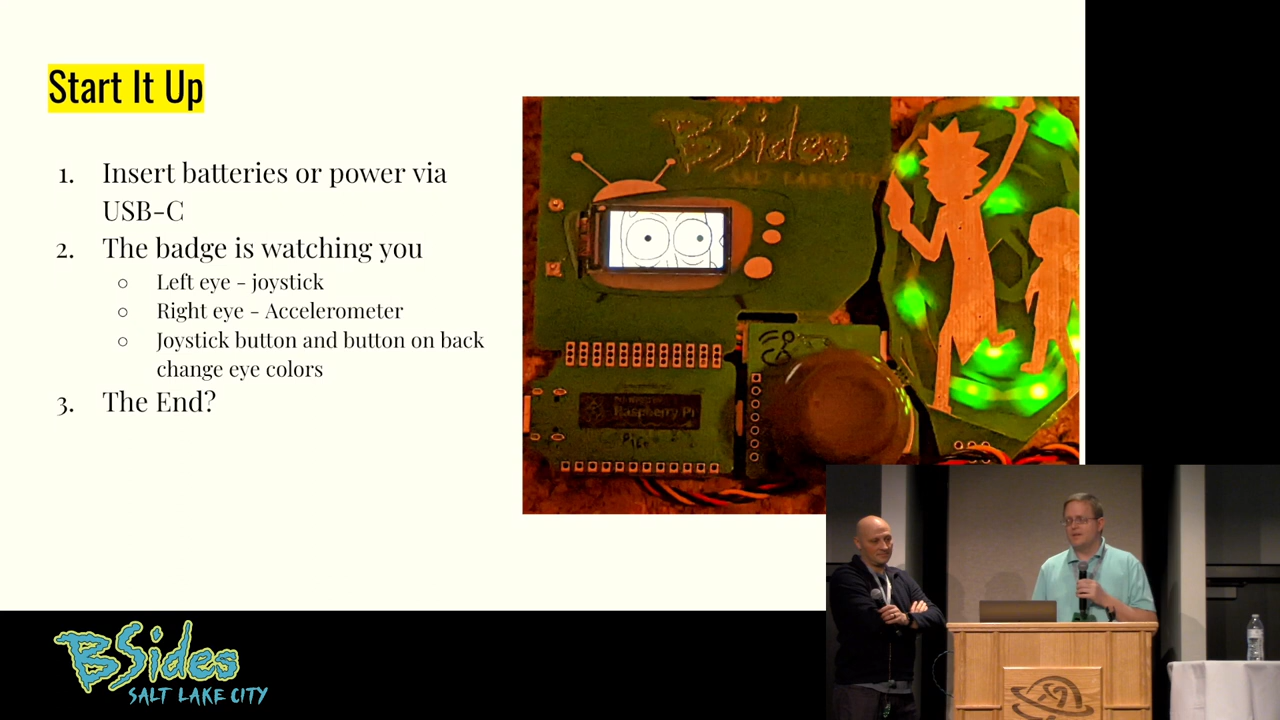 Start It Up
1. Insert batteries or power via
USB-C
2. The badge is watching you
○ Left eye - joystick
○ Right eye - Accelerometer
○ Joystick button and button on back
change eye colors
3. The End?
BSides
SALT LAKE CITY
Raspberry Pi
BSides
SALT LAKE CITY